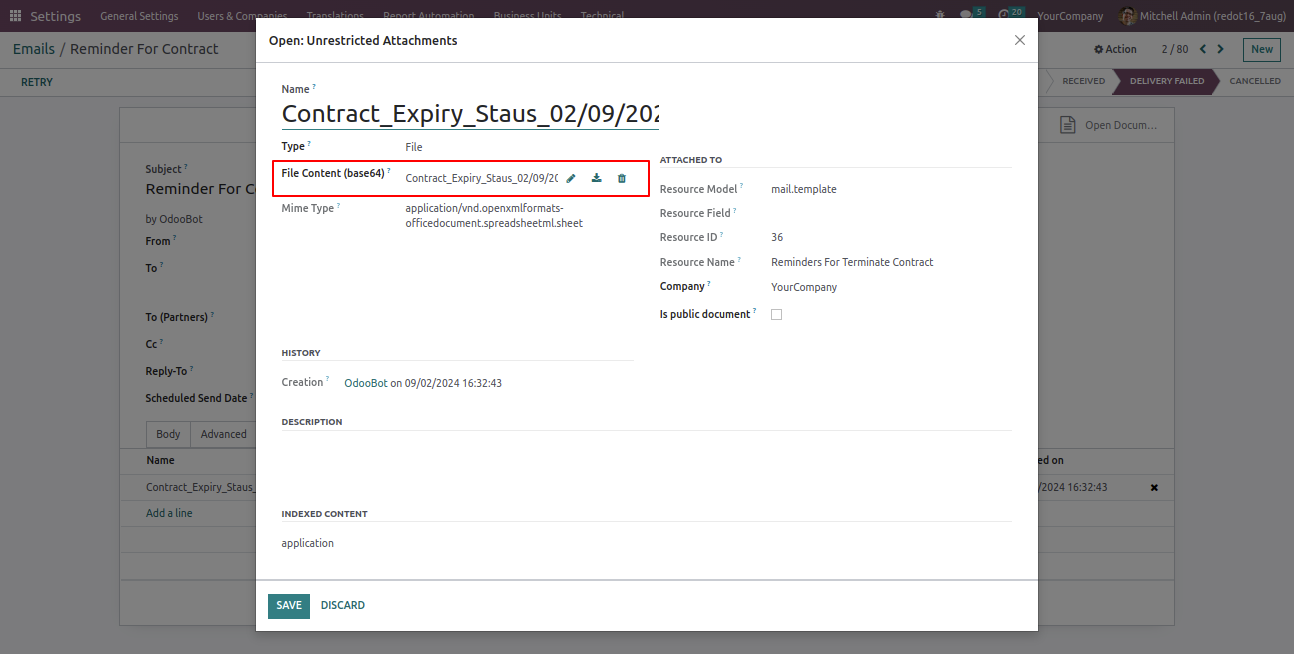 Settings General Settings Users & Companies Translations Report Automation Business Units Technical 5 20 YourCompany Mitchell Admin (redot16_7aug)
Emails / Reminder For Contract Action 2 / 80 New
RETRY RECEIVED DELIVERY FAILED CANCELLED
Open: Unrestricted Attachments
Open Docum...
Name ?
Contract_Expiry_Staus_02/09/202
Type ? File
File Content (base64) ? Contract_Expiry_Staus_02/09/20
Mime Type ? application/vnd.openxmlformats-
officedocument.spreadsheetml.sheet
ATTACHED TO
Resource Model ? mail.template
Resource Field ?
Resource ID ? 36
Resource Name ? Reminders For Terminate Contract
Company ? YourCompany
Is public document ?
HISTORY
Creation ? OdooBot on 09/02/2024 16:32:43
DESCRIPTION
INDEXED CONTENT
application
SAVE DISCARD
Subject ?
Reminder For C
by OdooBot
From ?
To ?
To (Partners) ?
Cc ?
Reply-To ?
Scheduled Send Date ?
Body Advanced
Name ed on
Contract_Expiry_Staus_ /2024 16:32:43
Add a line